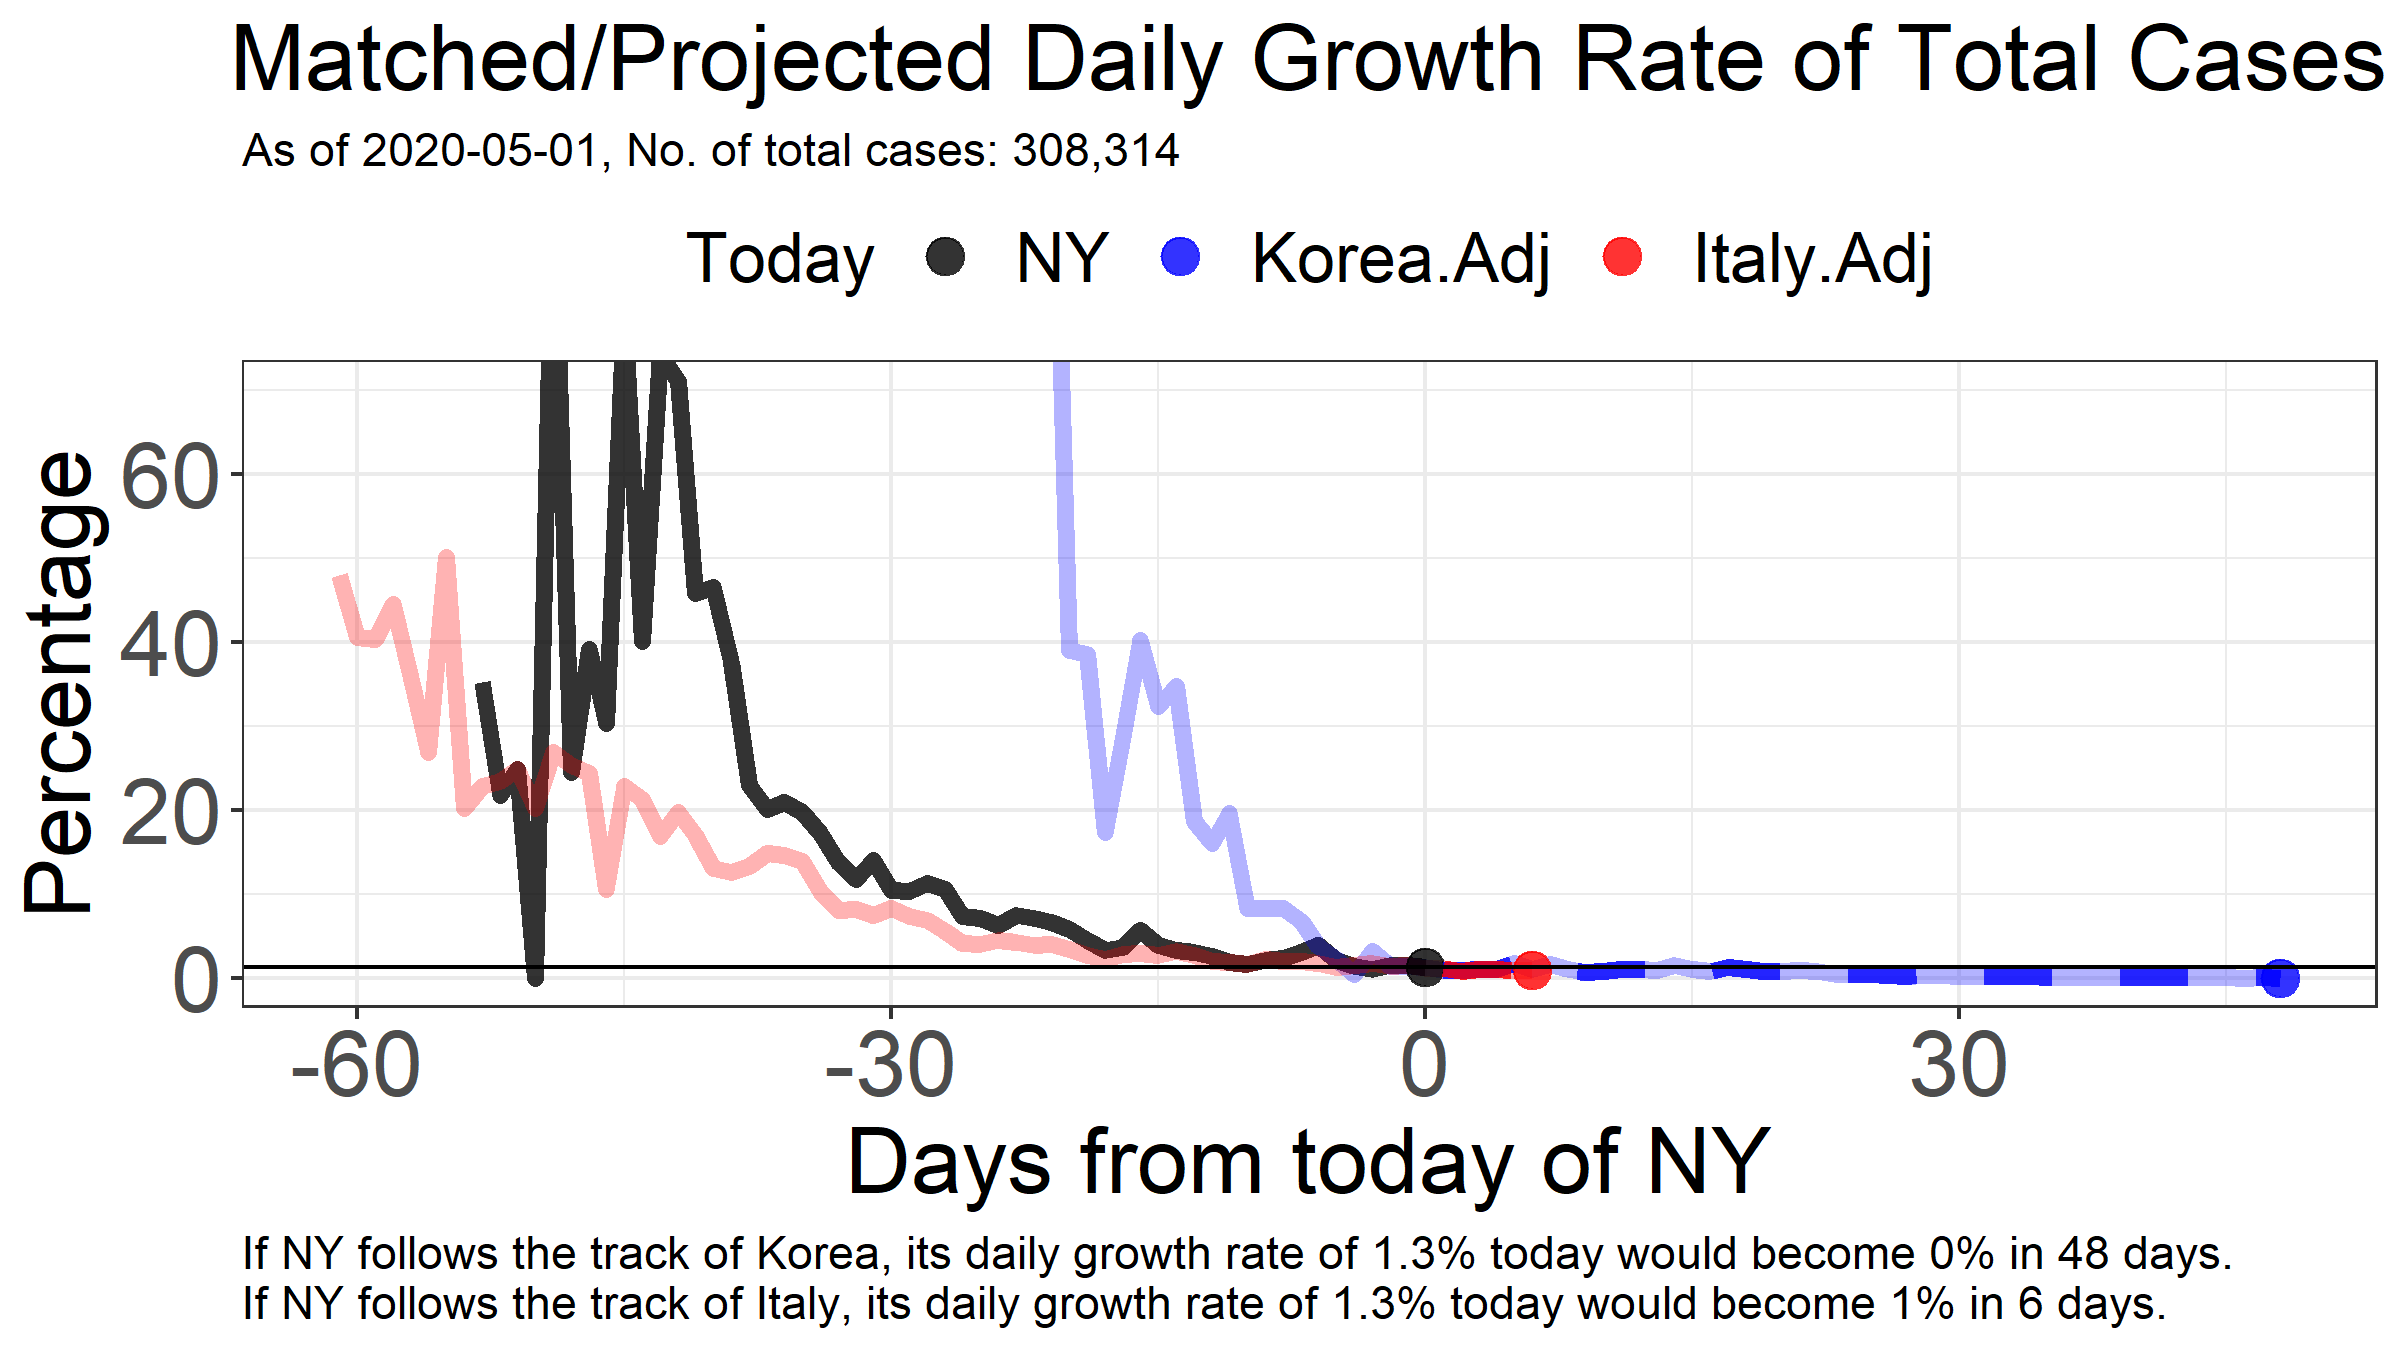 Matched/Projected Daily Growth Rate of Total Cases
As of 2020-05-01, No. of total cases: 308,314
Today NY Korea.Adj Italy.Adj
Percentage
60
40
20
0
-60 -30 0 30
Days from today of NY
If NY follows the track of Korea, its daily growth rate of 1.3% today would become 0% in 48 days.
If NY follows the track of Italy, its daily growth rate of 1.3% today would become 1% in 6 days.